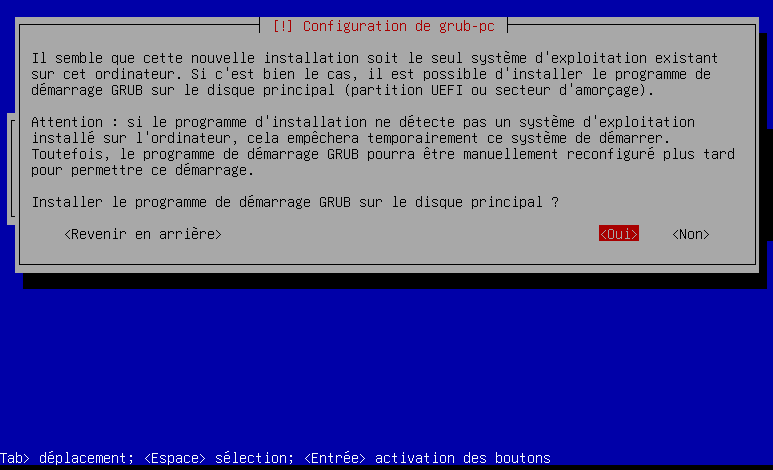 [!] Configuration de grub-pc
Il semble que cette nouvelle installation soit le seul système d'exploitation existant
sur cet ordinateur. Si c'est bien le cas, il est possible d'installer le programme de
démarrage GRUB sur le disque principal (partition UEFI ou secteur d'amorçage).
Attention : si le programme d'installation ne détecte pas un système d'exploitation
installé sur l'ordinateur, cela empêchera temporairement ce système de démarrer.
Toutefois, le programme de démarrage GRUB pourra être manuellement reconfiguré plus tard
pour permettre ce démarrage.
Installer le programme de démarrage GRUB sur le disque principal ?
<Revenir en arrière> <Oui> <Non>
Tab> déplacement; <Espace> sélection; <Entrée> activation des boutons